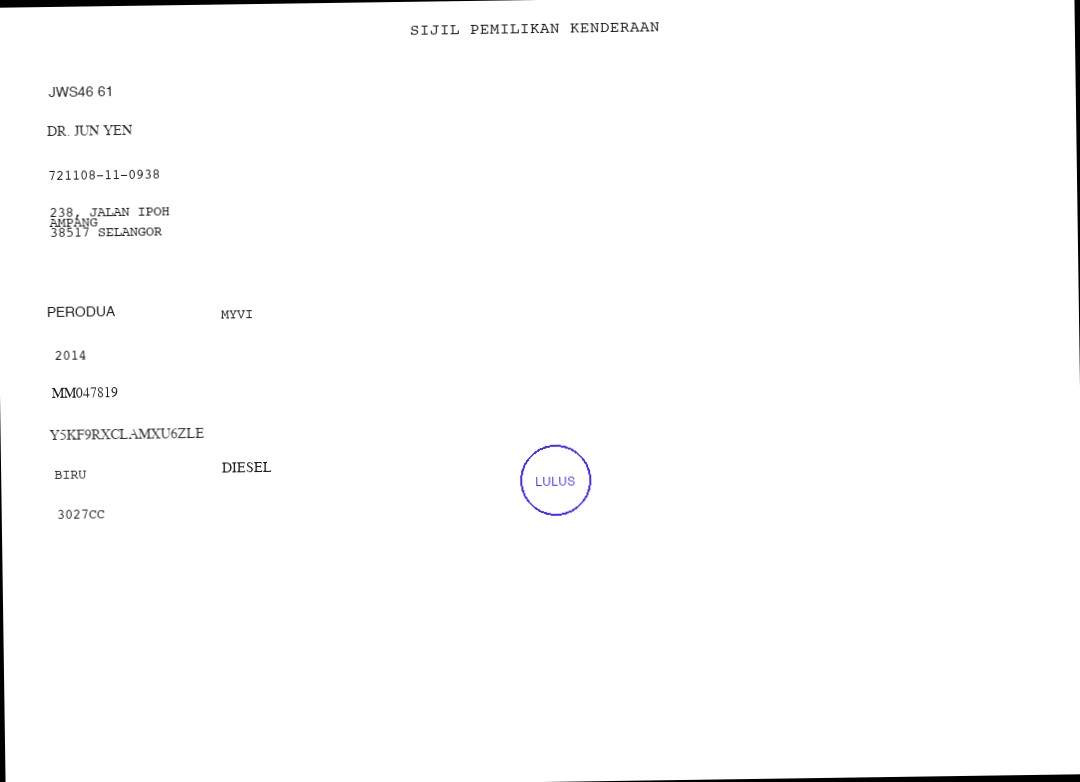 SIJIL PEMILIKAN KENDERAAN
JWS46 61
DR. JUN YEN
721108-11-0938
238, JALAN IPOH
AMPANG
38517 SELANGOR
PERODUA MYVI
2014
MM047819
Y5KF9RXCLAMXU6ZLE
BIRU DIESEL
LULUS
3027CC